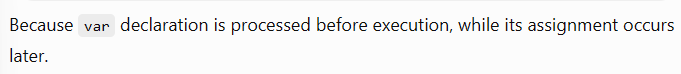 Because var declaration is processed before execution, while its assignment occurs
later.